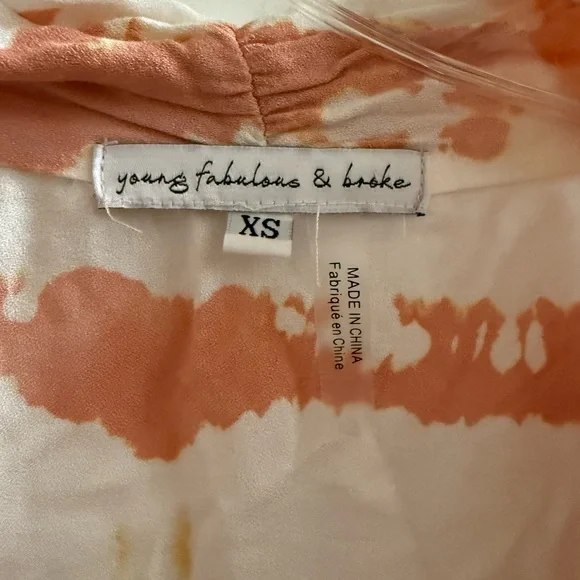 young fabulous & broke
XS
MADE IN CHINA
Fabriqué en Chine